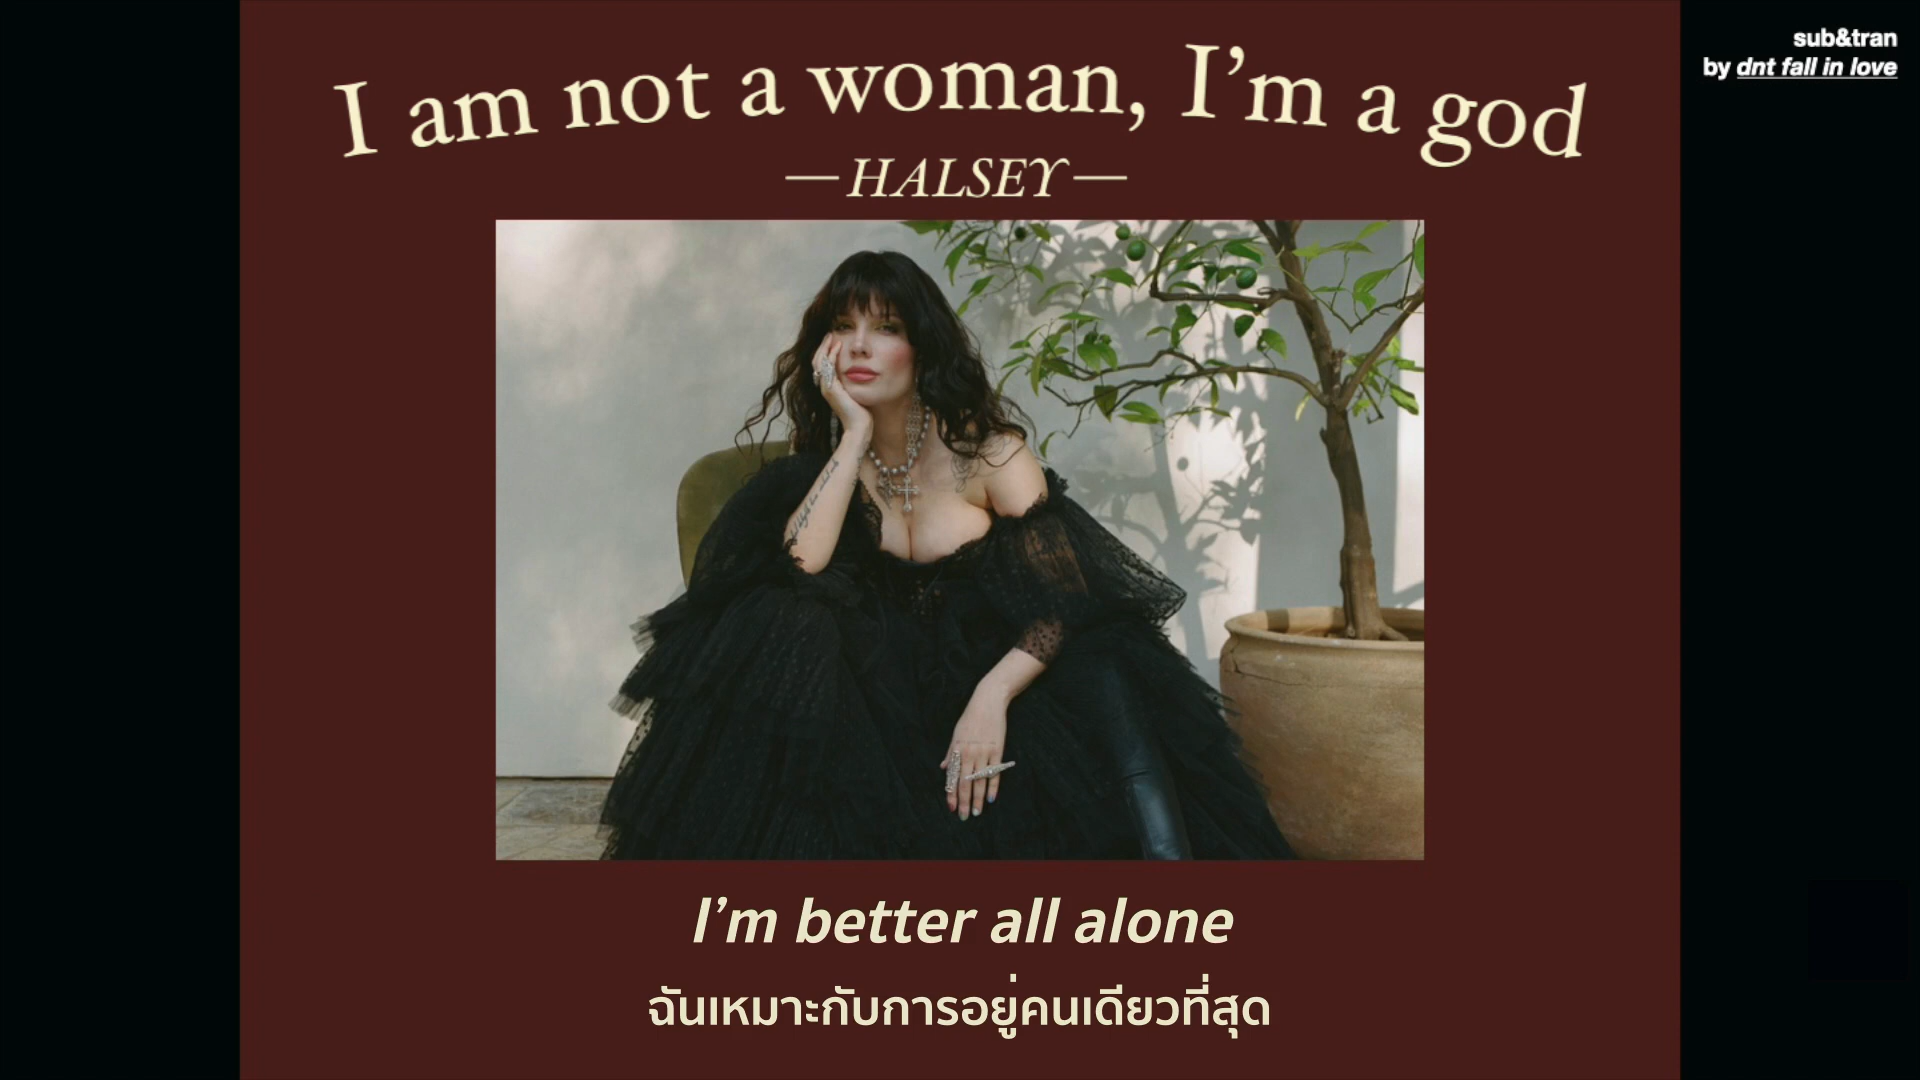 I am not a woman, I’m a god
—HALSEY—
sub&tran
by dnt fall in love
I’m better all alone
ฉันเหมาะกับการอยู่คนเดียวที่สุด